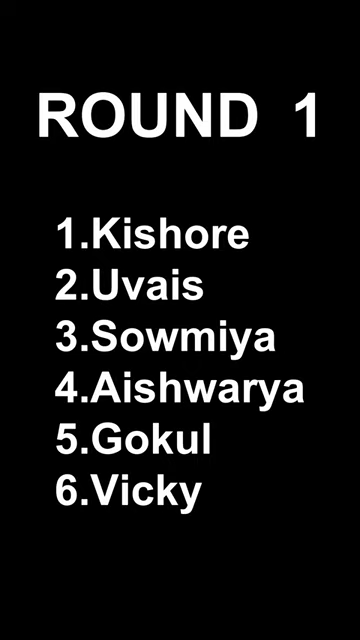 ROUND 1
1.Kishore
2.Uvais
3.Sowmiya
4.Aishwarya
5.Gokul
6.Vicky